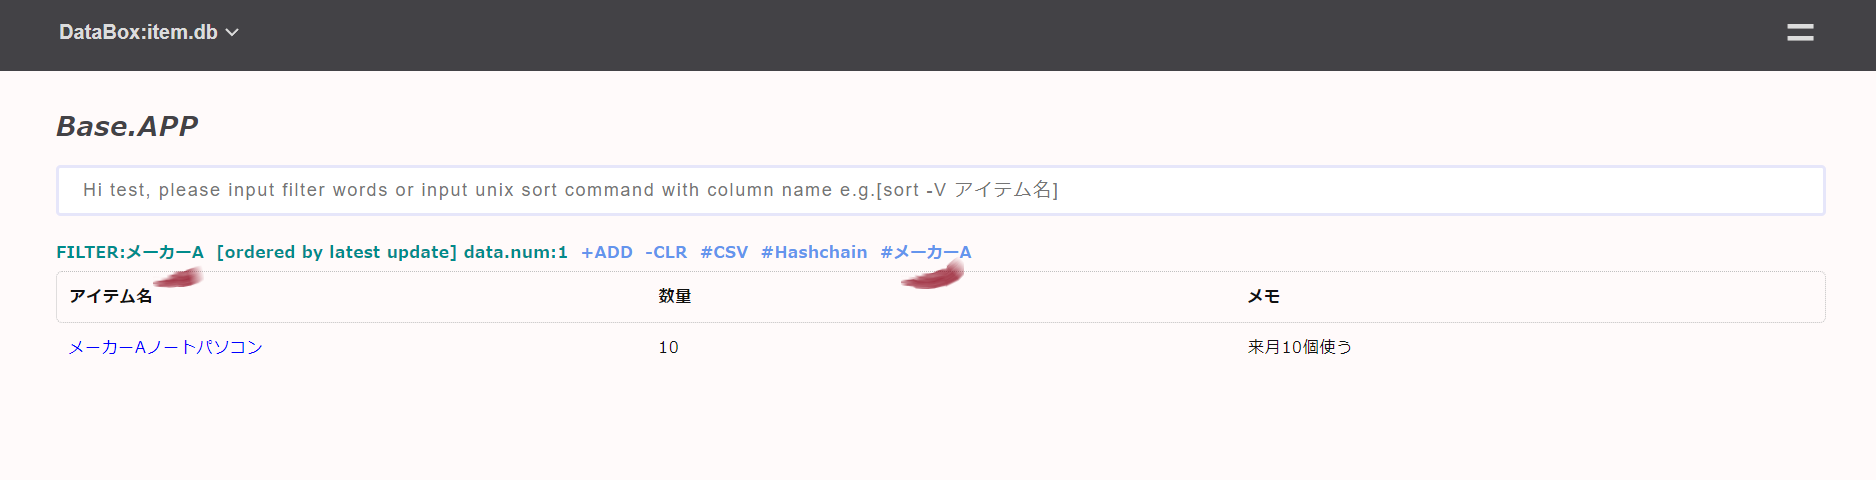 DataBox:item.db
Base.APP
Hi test, please input filter words or input unix sort command with column name e.g.[sort -V アイテム名]
FILTER:メーカーA [ordered by latest update] data.num:1 +ADD -CLR #CSV #Hashchain #メーカーA
アイテム名 数量 メモ
メーカーAノートパソコン 10 来月10個使う